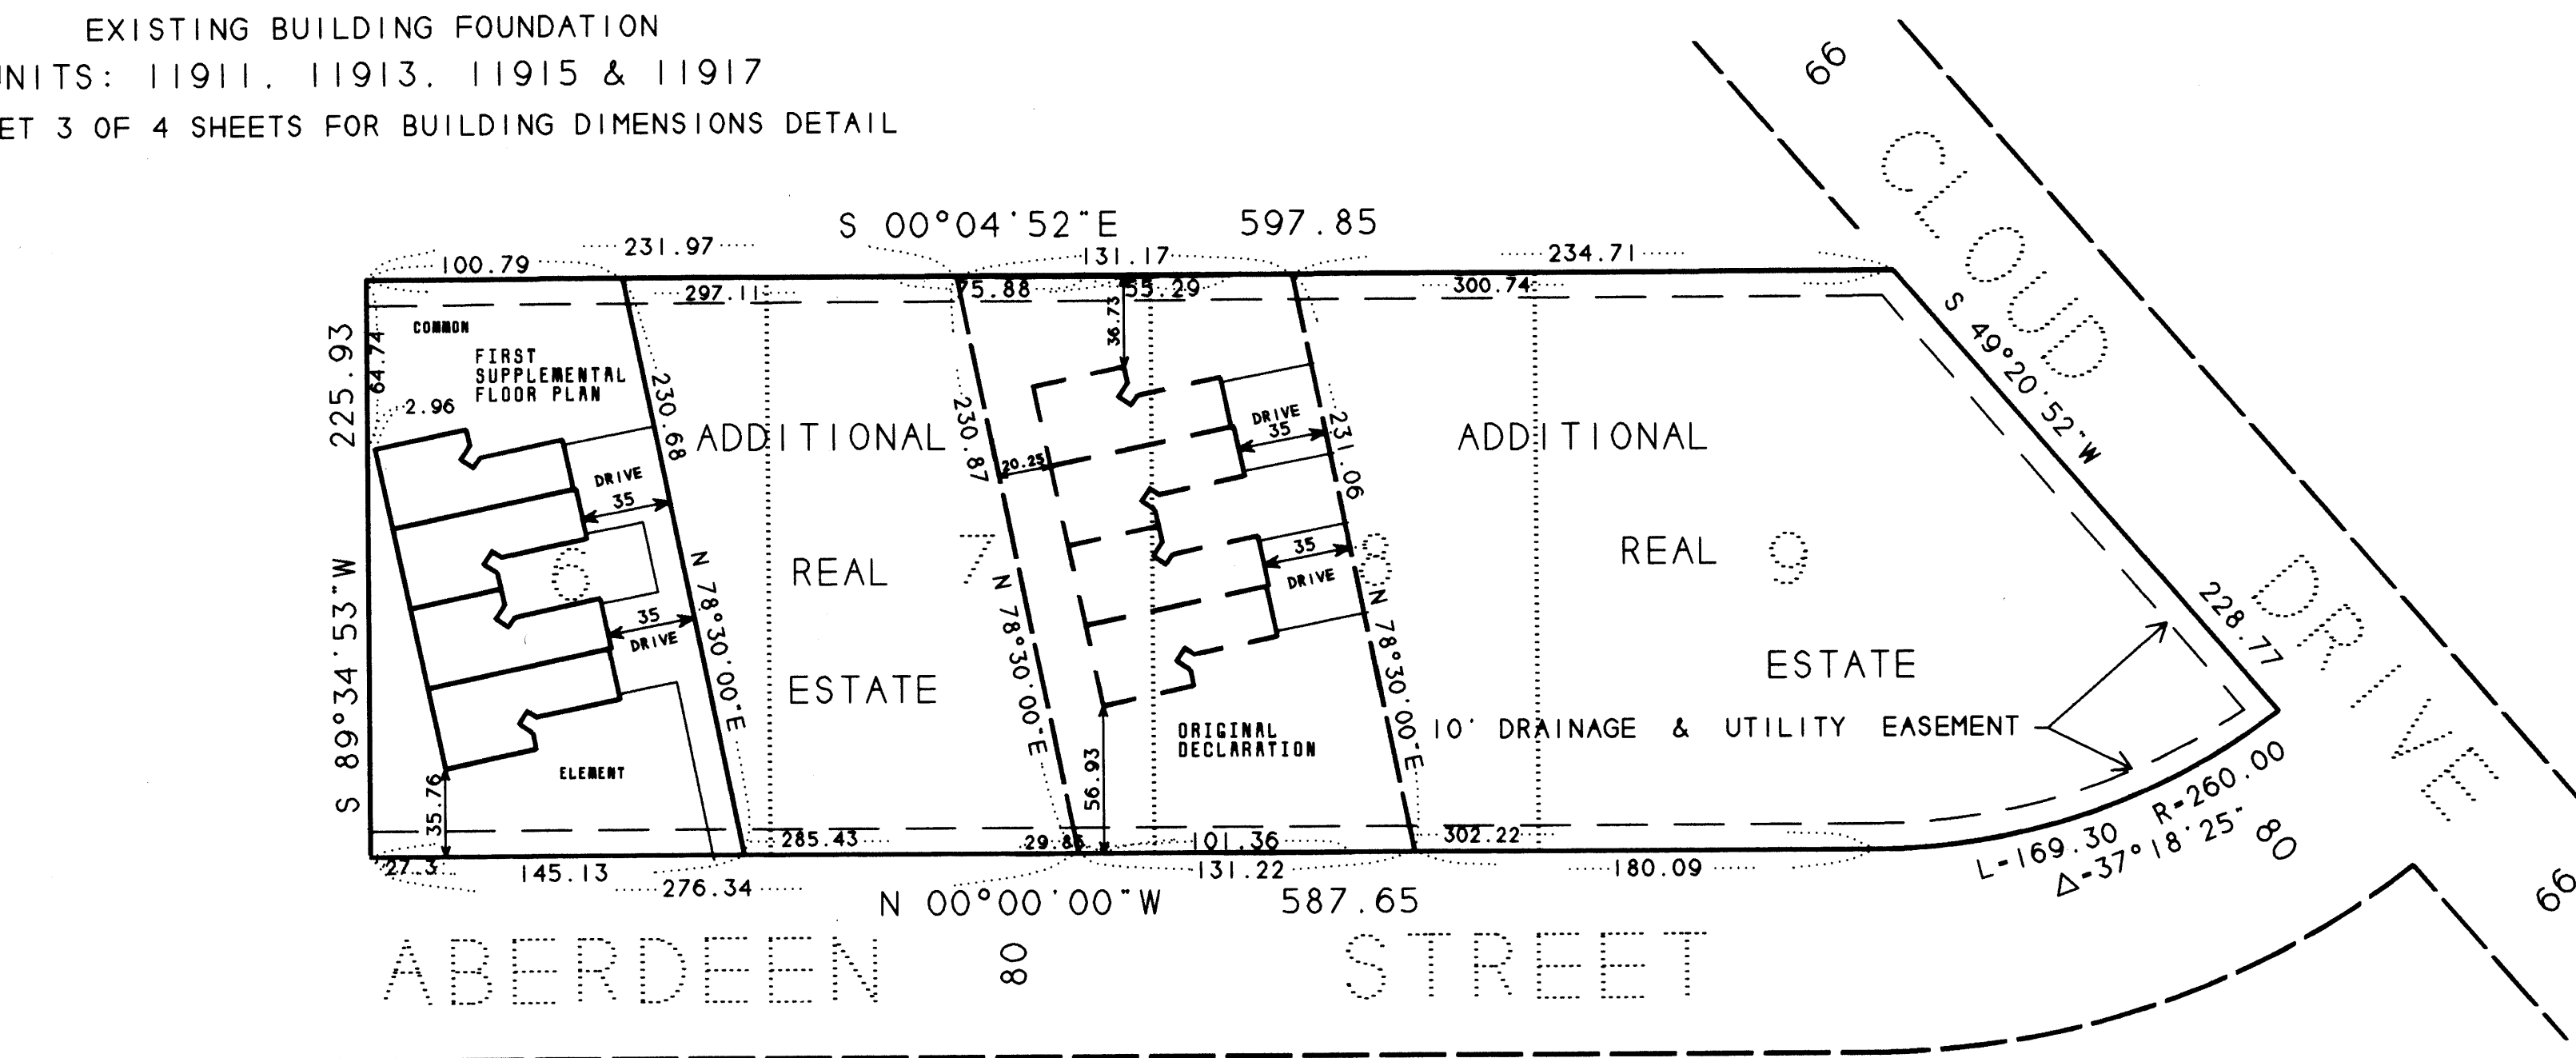 EXISTING BUILDING FOUNDATION
NITS: 11911, 11913, 11915 & 11917
ET 3 OF 4 SHEETS FOR BUILDING DIMENSIONS DETAIL
66
CLOUD
DRIVE
S 00°04'52"E 597.85
231.97
131.17
234.71
100.79
297.11
75.88
55.29
300.74
36.73
225.93
64.74
S 89°34'53"W
COMMON
FIRST
SUPPLEMENTAL
FLOOR PLAN
2.96
230.68
N 78°30'00"E
230.87
N 78°30'00"E
231.06
N 78°30'00"E
S 49°20'52"W
228.77
ADDITIONAL
REAL
ESTATE
ADDITIONAL
REAL
ESTATE
DRIVE
35
DRIVE
35
20.25
35
DRIVE
35
DRIVE
6
7
8
9
ORIGINAL
DECLARATION
10' DRAINAGE & UTILITY EASEMENT
ELEMENT
35.76
56.93
285.43
101.36
302.22
145.13
131.22
180.09
276.34
N 00°00'00"W 587.65
R=260.00
L=169.30
Δ=37°18'25"
80
66
ABERDEEN STREET
80